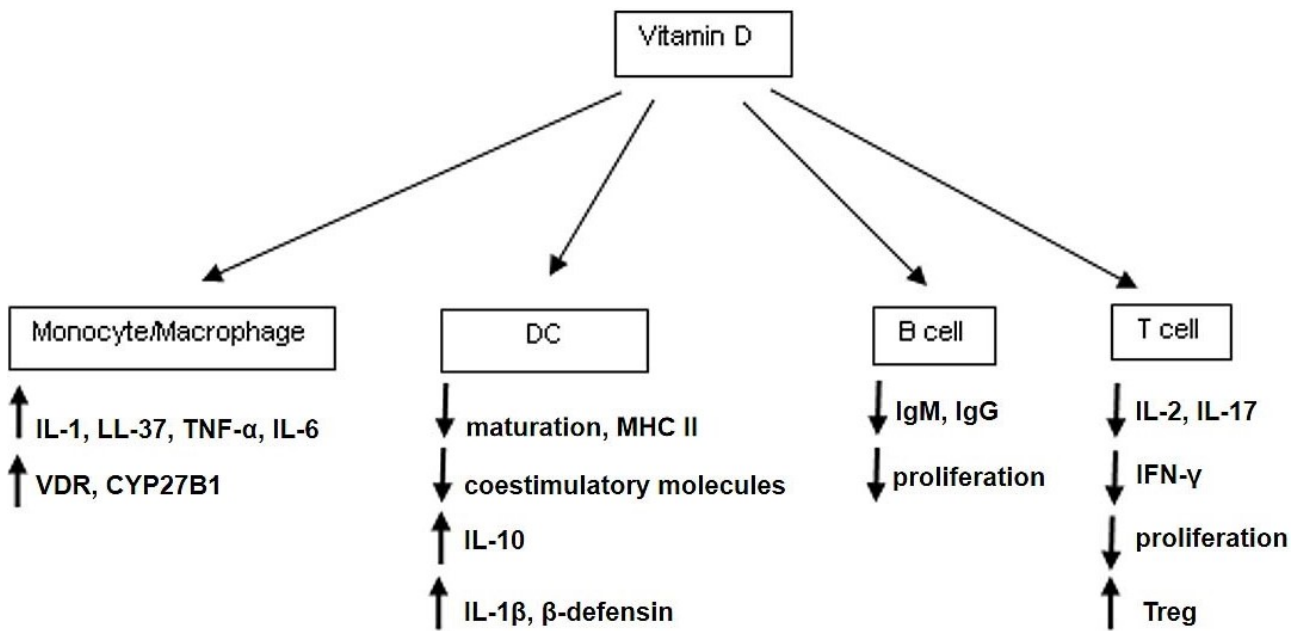 Vitamin D
Monocyte/Macrophage
IL-1, LL-37, TNF-α, IL-6
VDR, CYP27B1
DC
maturation, MHC II
coestimulatory molecules
IL-10
IL-1β, β-defensin
B cell
IgM, IgG
proliferation
T cell
IL-2, IL-17
IFN-γ
proliferation
Treg